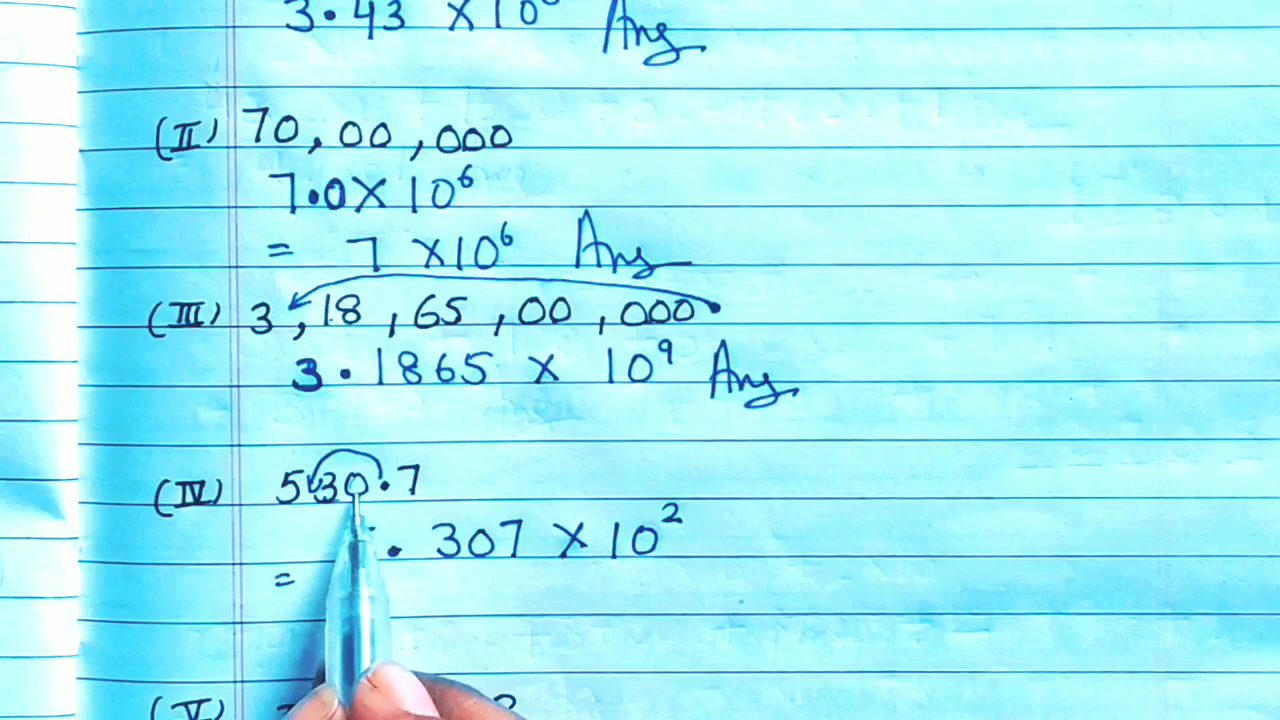 3.43 × 10
Ans
(II) 70,00,000
7.0 × 10⁶
= 7 × 10⁶ Ans
(III) 3,18,65,00,000.
3.1865 × 10⁹ Ans
(IV) 530.7
. 307 × 10²
=
(V)